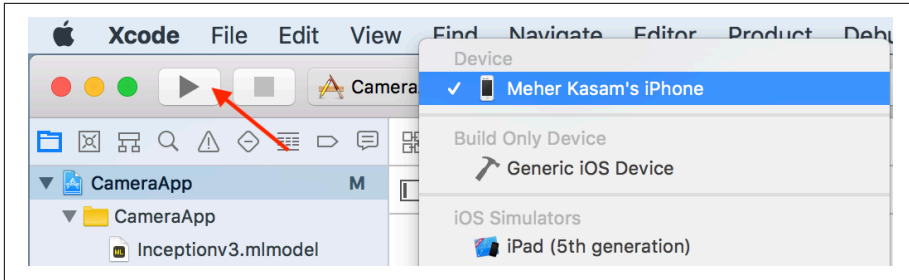 Xcode File Edit View Find Navigate Editor Product Debu
Device
Camera
✓ Meher Kasam's iPhone
Build Only Device
Generic iOS Device
CameraApp M
CameraApp
iOS Simulators
Inceptionv3.mlmodel
iPad (5th generation)